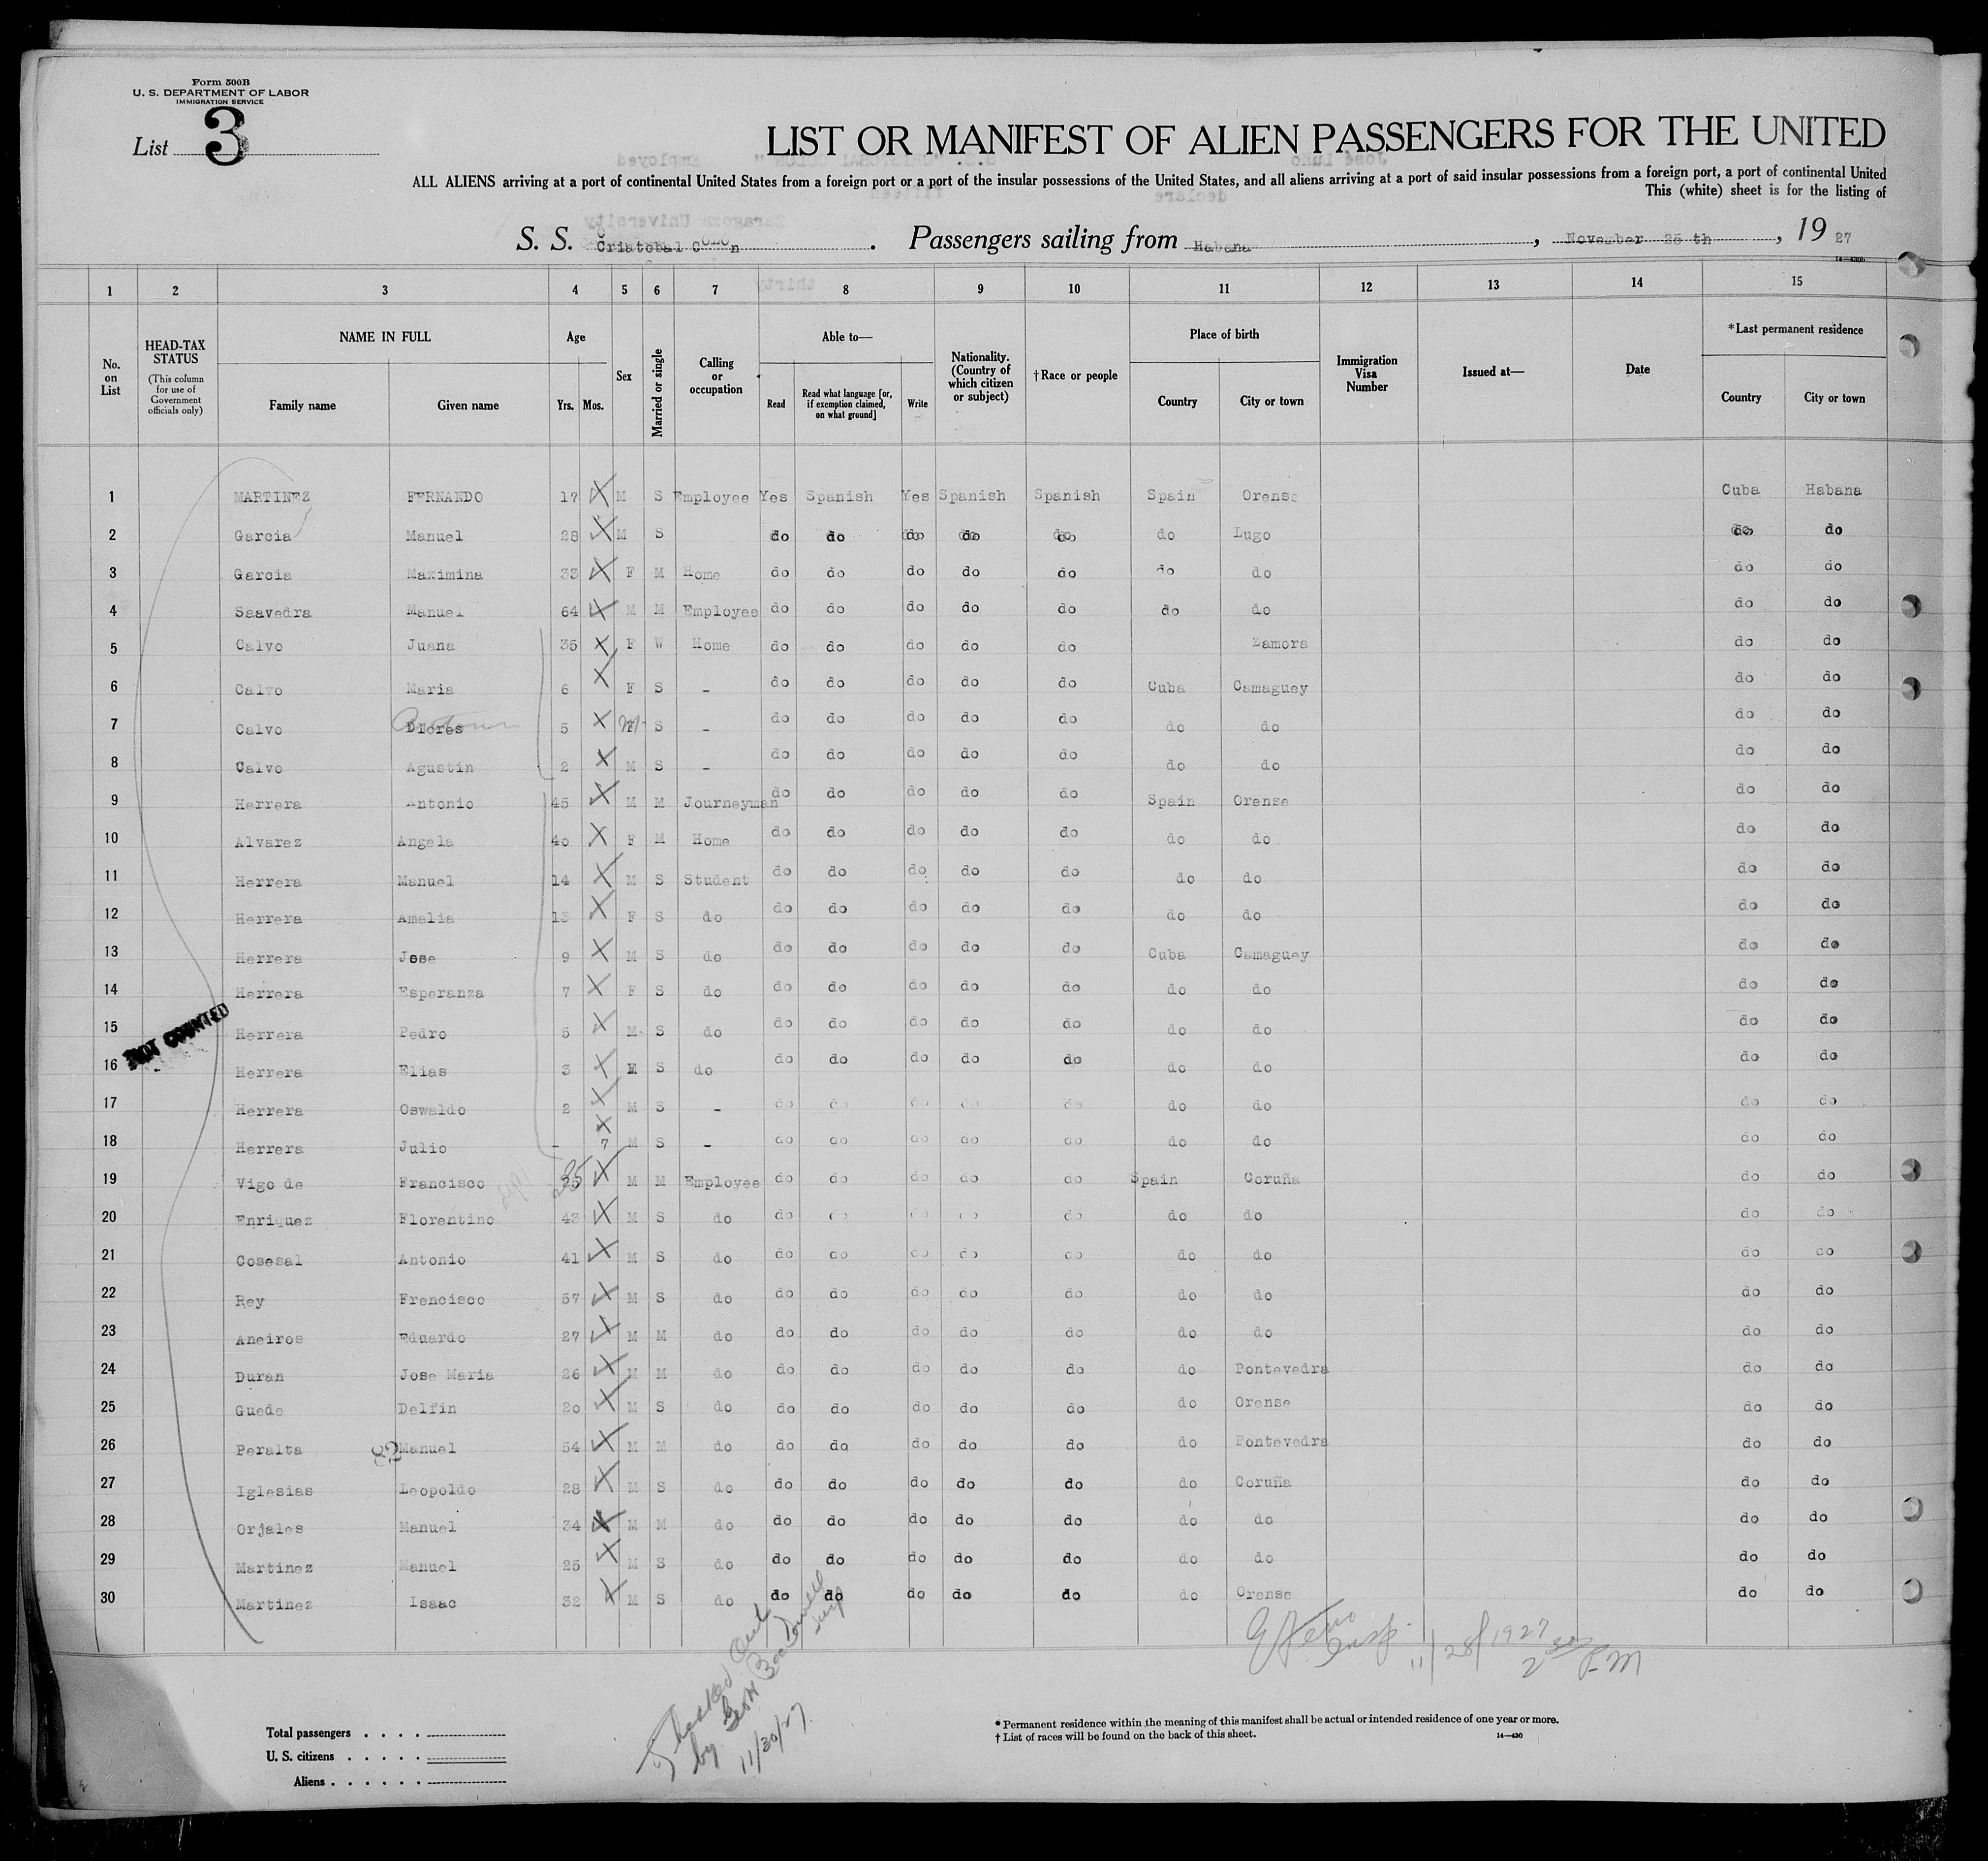 Form 500B
U. S. DEPARTMENT OF LABOR
IMMIGRATION SERVICE
List 3
LIST OR MANIFEST OF ALIEN PASSENGERS FOR THE UNITED
ALL ALIENS arriving at a port of continental United States from a foreign port or a port of the insular possessions of the United States, and all aliens arriving at a port of said insular possessions from a foreign port, a port of continental United
This (white) sheet is for the listing of
S. S. Cristobal Colon. Passengers sailing from Habana, November 25 th, 19 27
1 2 3 4 5 6 7 8 9 10 11 12 13 14 15
No. on List
HEAD-TAX STATUS (This column for use of Government officials only)
NAME IN FULL Family name Given name
Age Yrs. Mos.
Sex
Married or single
Calling or occupation
Able to— Read Read what language [or, if exemption claimed, on what ground] Write
Nationality. (Country of which citizen or subject)
† Race or people
Place of birth Country City or town
Immigration Visa Number
Issued at—
Date
* Last permanent residence Country City or town
1 MARTINEZ FERNANDO 17 M S Employee Yes Spanish Yes Spanish Spanish Spain Orense Cuba Habana
2 Garcia Manuel 28 M S do do do do do do Lugo do do
3 Garcia Maximina 33 F M Home do do do do do do do do do
4 Saavedra Manuel 64 M M Employee do do do do do do do do do
5 Calvo Juana 35 F W Home do do do do do Zamora do do
6 Calvo Maria 6 F S - do do do do do Cuba Camaguey do do
7 Calvo Dlores 5 M S - do do do do do do do do do
8 Calvo Agustin 2 M S - do do do do do do do do do
9 Herrera Antonio 45 M M Journeyman do do do do do Spain Orense do do
10 Alvarez Angela 40 F M Home do do do do do do do do do
11 Herrera Manuel 14 M S Student do do do do do do do do do
12 Herrera Amalia 13 F S do do do do do do do do do do
13 Herrera Jose 9 M S do do do do do do Cuba Camaguey do do
14 Herrera Esperanza 7 F S do do do do do do do do do do
15 Herrera Pedro 5 M S do do do do do do do do do do
NOT COUNTED
16 Herrera Elias 3 M S do do do do do do do do do do
17 Herrera Oswaldo 2 M S - do do do do do do do do do
18 Herrera Julio - 7 M S - do do do do do do do do do
19 Vigo de Francisco 35 M M Employee do do do do do Spain Coruña do do
20 Enriquez Florentino 43 M S do do do do do do do do do do
21 Cosesal Antonio 41 M S do do do do do do do do do do
22 Rey Frencisco 57 M S do do do do do do do do do do
23 Aneiros Eduardo 27 M M do do do do do do do do do do
24 Duran Jose Maria 26 M M do do do do do do do Pontevedra do do
25 Guede Delfin 20 M S do do do do do do do Orense do do
26 Peralta Manuel 54 M M do do do do do do do Pontevedra do do
27 Iglesias Leopoldo 28 M S do do do do do do do Coruña do do
28 Orjales Manuel 34 M M do do do do do do do do do do
29 Martinez Manuel 25 M S do do do do do do do do do do
30 Martinez Isaac 32 M S do do do do do do do Orense do do
Insp. 11/28/1927 2 PM
Checked Out
by
11/30/27
Total passengers
U. S. citizens
Aliens
* Permanent residence within the meaning of this manifest shall be actual or intended residence of one year or more.
† List of races will be found on the back of this sheet.
14—430